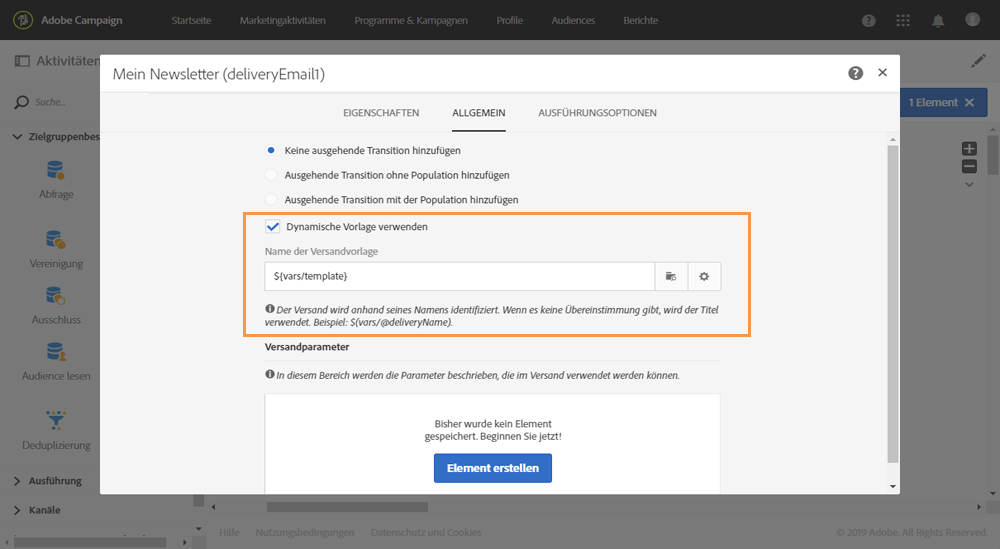 Adobe Campaign Startseite Marketingaktivitäten Programme & Kampagnen Profile Audiences Berichte
Aktivitäten
Mein Newsletter (deliveryEmail1)
Suche...
1 Element
EIGENSCHAFTEN ALLGEMEIN AUSFÜHRUNGSOPTIONEN
Zielgruppenbes
Keine ausgehende Transition hinzufügen
Ausgehende Transition ohne Population hinzufügen
Abfrage
Ausgehende Transition mit der Population hinzufügen
Dynamische Vorlage verwenden
Name der Versandvorlage
Vereinigung
${vars/template}
Der Versand wird anhand seines Namens identifiziert. Wenn es keine Übereinstimmung gibt, wird der Titel
verwendet. Beispiel: $(vars/@deliveryName).
Ausschluss
Versandparameter
Audience lesen
In diesem Bereich werden die Parameter beschrieben, die im Versand verwendet werden können.
Bisher wurde kein Element
gespeichert. Beginnen Sie jetzt!
Deduplizierung
Element erstellen
Ausführung
Kanäle
Hilfe Nutzungsbedingungen Datenschutz und Cookies © 2019 Adobe. All Rights Reserved.